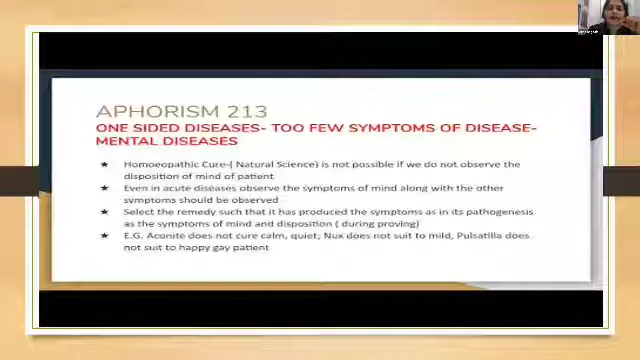 APHORISM 213
ONE SIDED DISEASES- TOO FEW SYMPTOMS OF DISEASE-
MENTAL DISEASES
★ Homoeopathic Cure-( Natural Science) is not possible if we do not observe the
disposition of mind of patient
★ Even in acute diseases observe the symptoms of mind along with the other
symptoms should be observed
★ Select the remedy such that it has produced the symptoms as in its pathogenesis
as the symptoms of mind and disposition ( during proving)
★ E.G. Aconite does not cure calm, quiet; Nux does not suit to mild, Pulsatilla does
not suit to happy gay patient